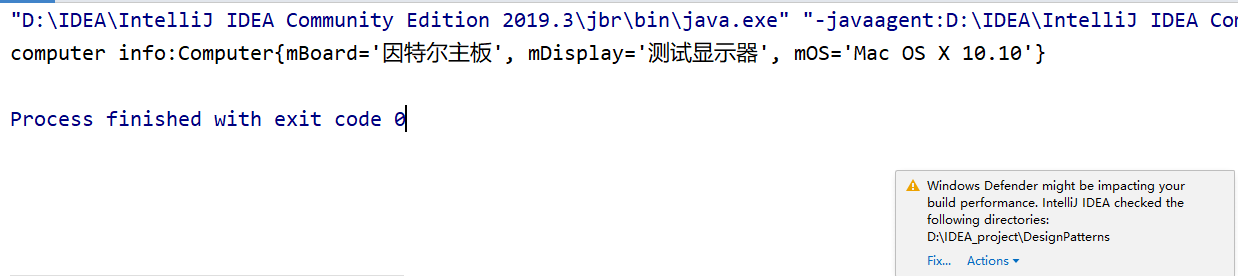 "D:\IDEA\IntelliJ IDEA Community Edition 2019.3\jbr\bin\java.exe" "-javaagent:D:\IDEA\IntelliJ IDEA Co
computer info:Computer{mBoard='因特尔主板', mDisplay='测试显示器', mOS='Mac OS X 10.10'}
Process finished with exit code 0
Windows Defender might be impacting your
build performance. IntelliJ IDEA checked the
following directories:
D:\IDEA_project\DesignPatterns
Fix... Actions